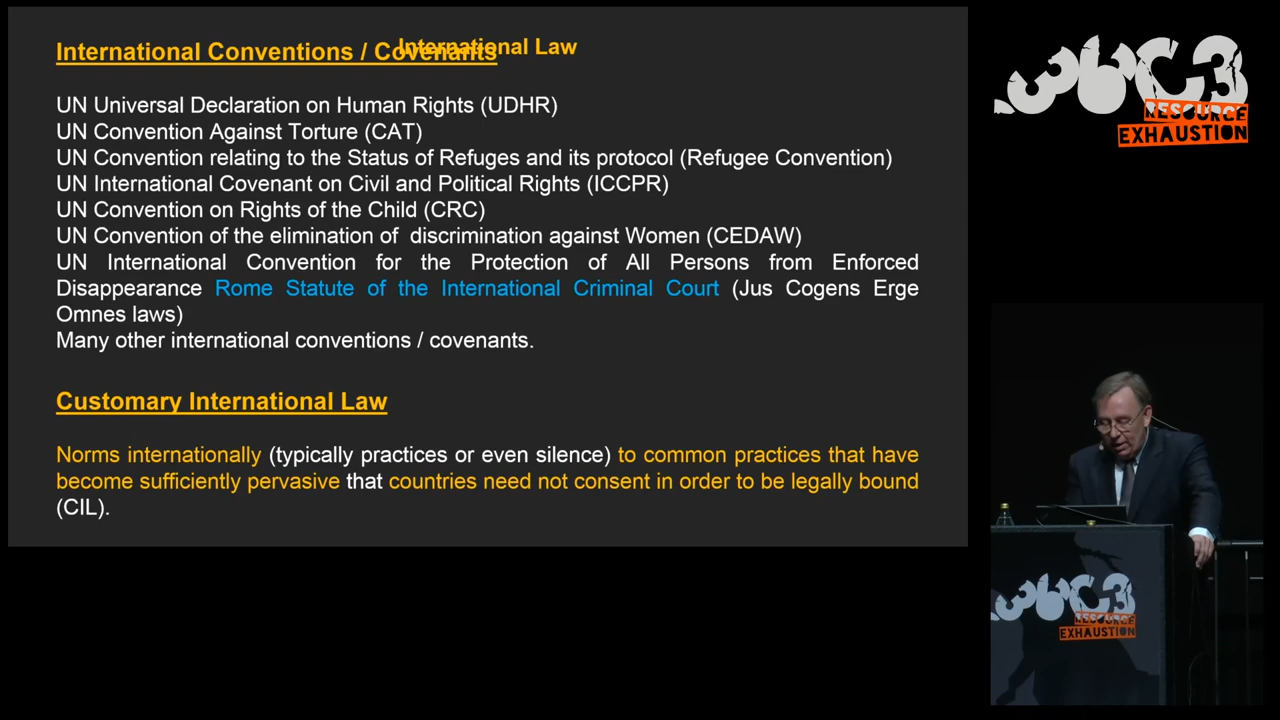 International Conventions / Covenants
International Law
UN Universal Declaration on Human Rights (UDHR)
UN Convention Against Torture (CAT)
UN Convention relating to the Status of Refuges and its protocol (Refugee Convention)
UN International Covenant on Civil and Political Rights (ICCPR)
UN Convention on Rights of the Child (CRC)
UN Convention of the elimination of  discrimination against Women (CEDAW)
UN International Convention for the Protection of All Persons from Enforced
Disappearance Rome Statute of the International Criminal Court (Jus Cogens Erge
Omnes laws)
Many other international conventions / covenants.
Customary International Law
Norms internationally (typically practices or even silence) to common practices that have
become sufficiently pervasive that countries need not consent in order to be legally bound
(CIL).
36C3
RESOURCE
EXHAUSTION
36C3
RESOURCE
EXHAUSTION